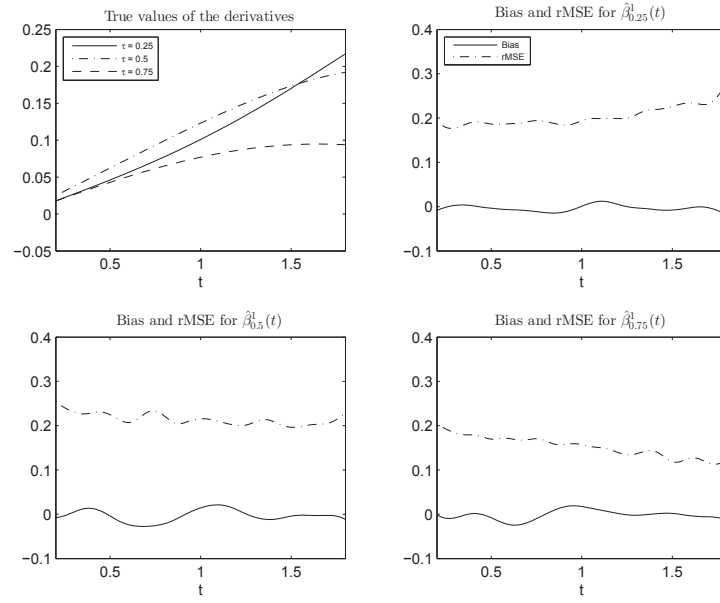 True values of the derivatives
τ = 0.25
τ = 0.5
τ = 0.75
0.25
0.2
0.15
0.1
0.05
0
−0.05
0.5 1 1.5
t
Bias and rMSE for β̂¹₀.₂₅(t)
Bias
rMSE
0.4
0.3
0.2
0.1
0
−0.1
0.5 1 1.5
t
Bias and rMSE for β̂¹₀.₅(t)
0.4
0.3
0.2
0.1
0
−0.1
0.5 1 1.5
t
Bias and rMSE for β̂¹₀.₇₅(t)
0.4
0.3
0.2
0.1
0
−0.1
0.5 1 1.5
t